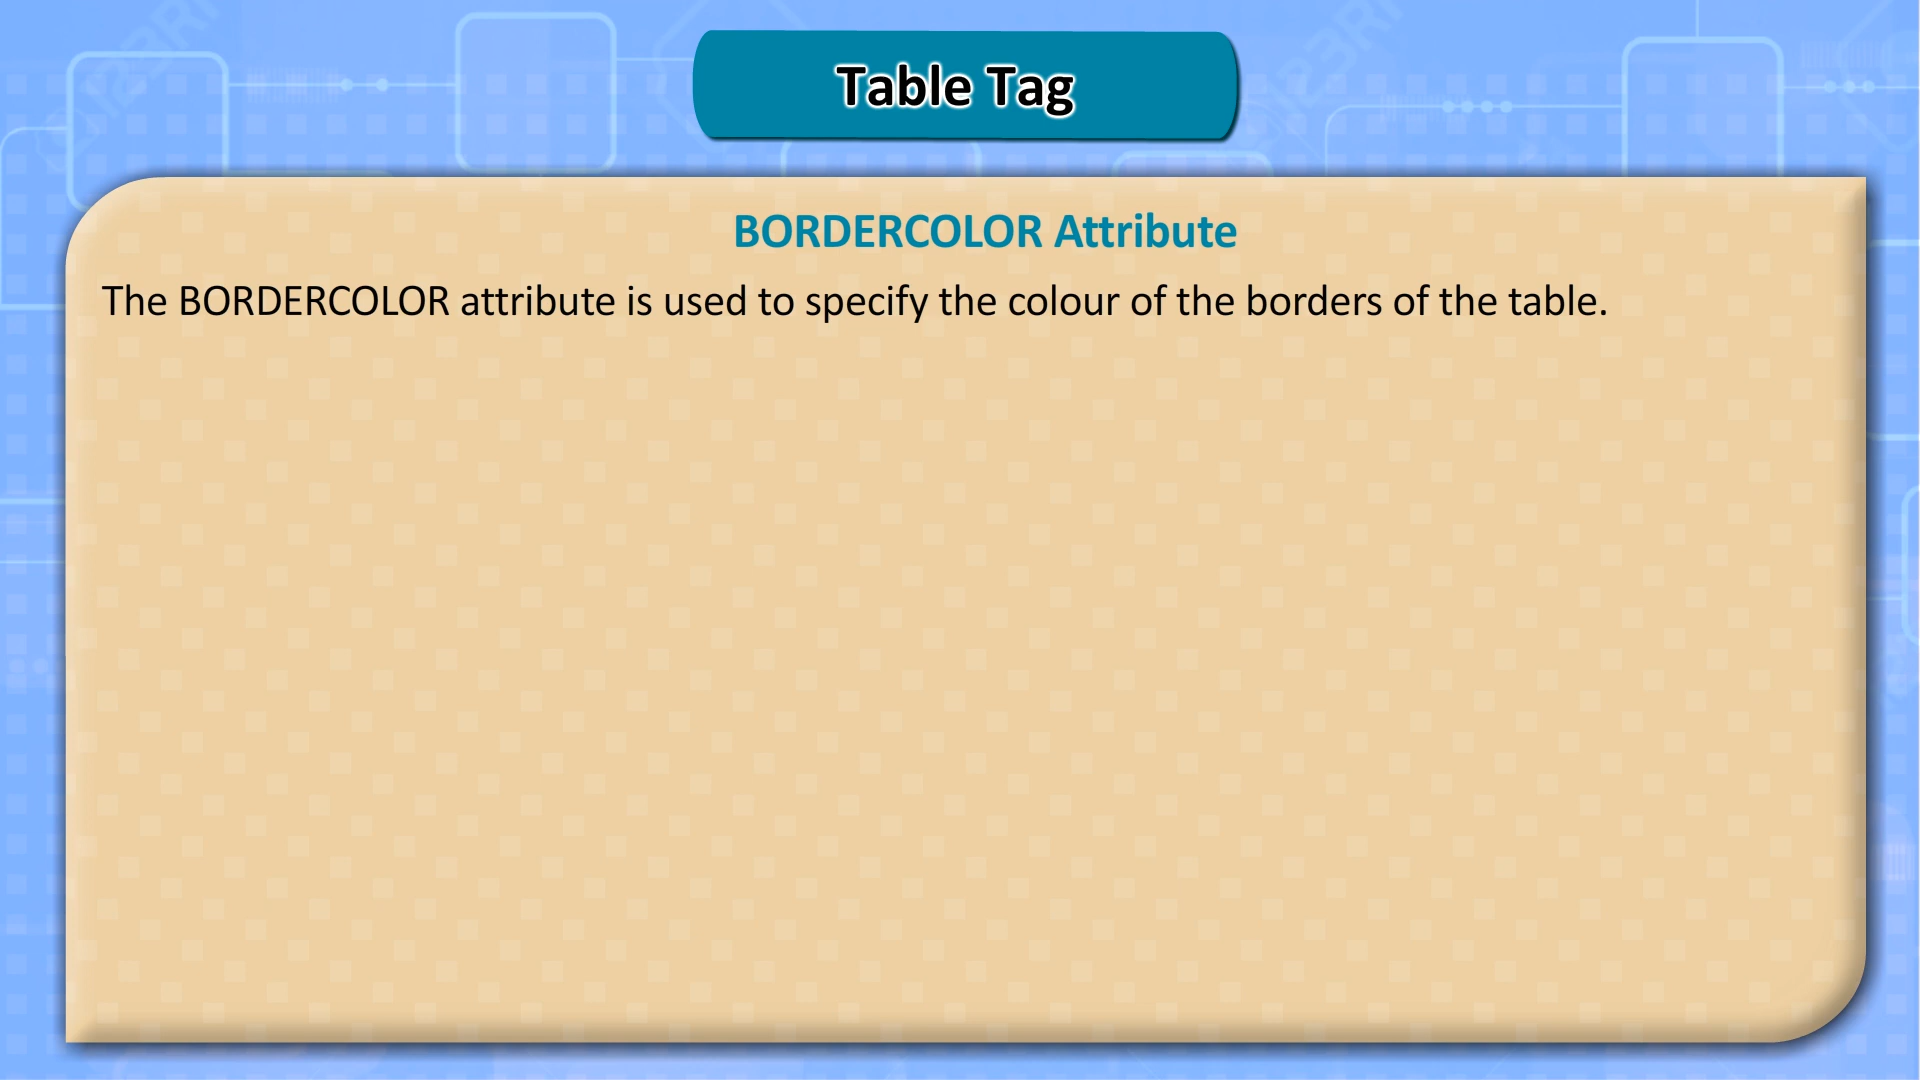 Table Tag
BORDERCOLOR Attribute
The BORDERCOLOR attribute is used to specify the colour of the borders of the table.